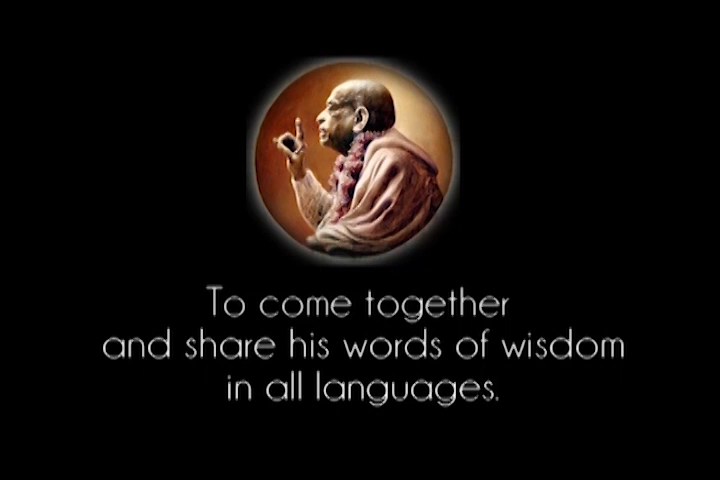 To come together
and share his words of wisdom
in all languages.